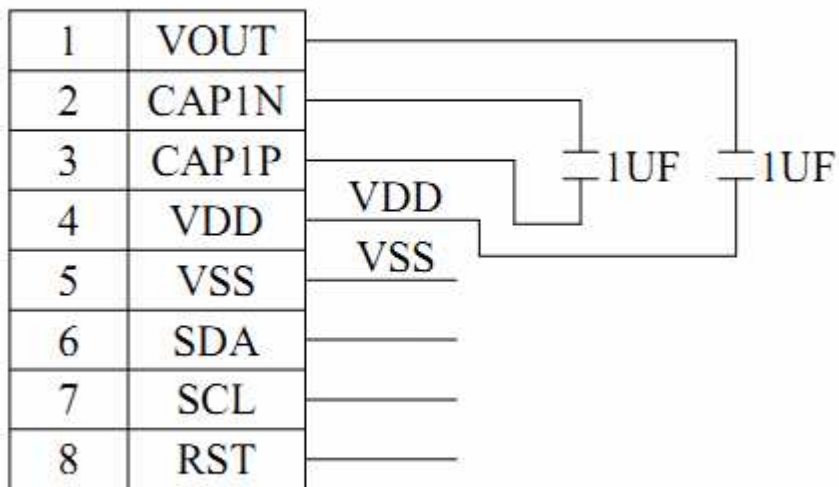 1 VOUT
2 CAP1N
3 CAP1P 1UF 1UF
4 VDD VDD
5 VSS VSS
6 SDA
7 SCL
8 RST